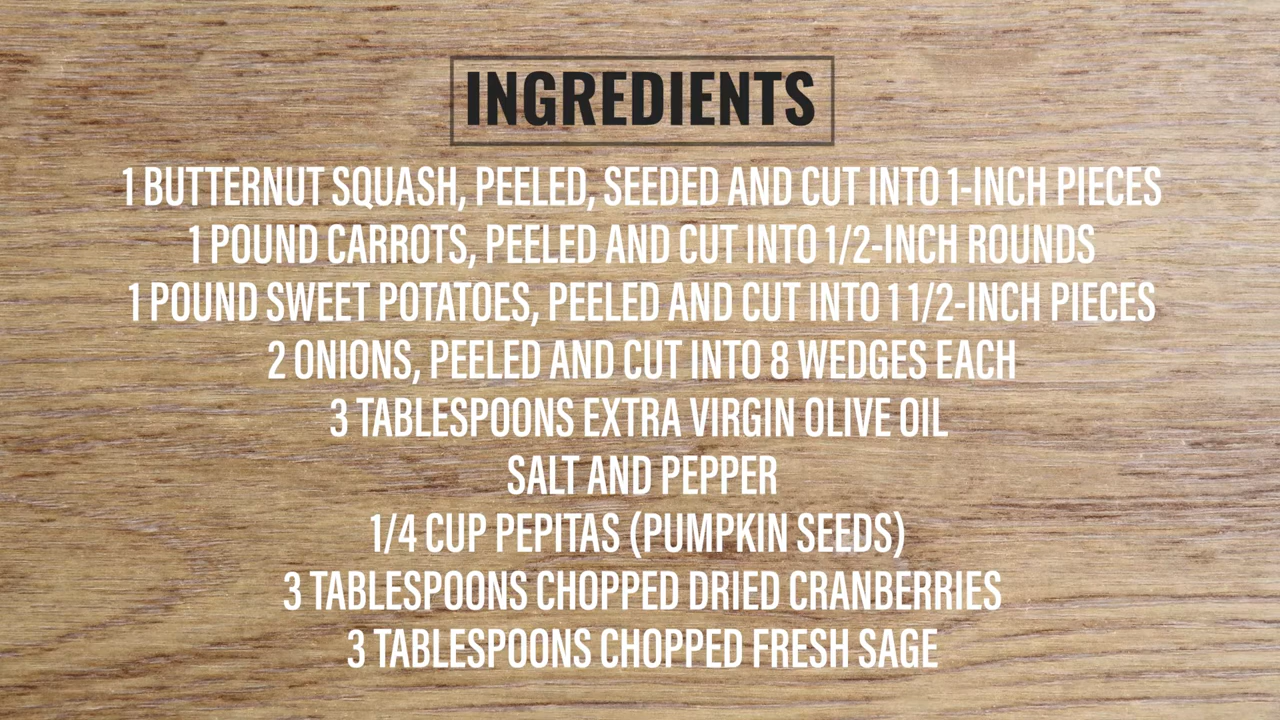 INGREDIENTS
1 BUTTERNUT SQUASH, PEELED, SEEDED AND CUT INTO 1-INCH PIECES
1 POUND CARROTS, PEELED AND CUT INTO 1/2-INCH ROUNDS
1 POUND SWEET POTATOES, PEELED AND CUT INTO 1 1/2-INCH PIECES
2 ONIONS, PEELED AND CUT INTO 8 WEDGES EACH
3 TABLESPOONS EXTRA VIRGIN OLIVE OIL
SALT AND PEPPER
1/4 CUP PEPITAS (PUMPKIN SEEDS)
3 TABLESPOONS CHOPPED DRIED CRANBERRIES
3 TABLESPOONS CHOPPED FRESH SAGE